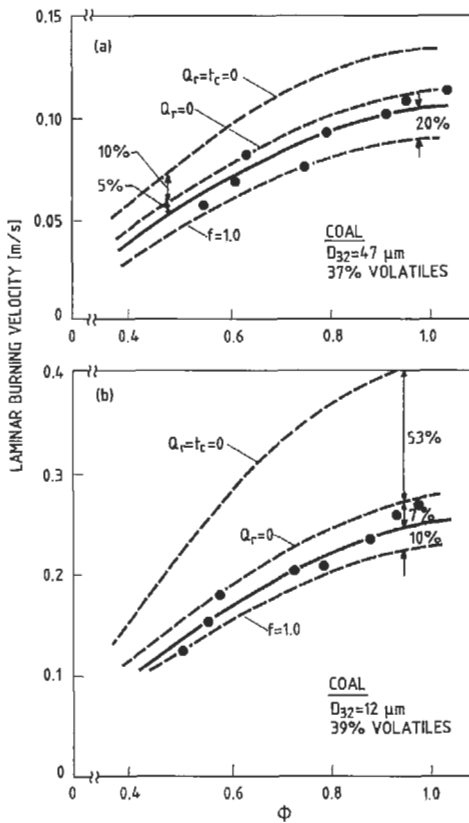 0.15
(a)
Qr=tc=0
Qr=0
0.10
20%
10%
5%
0.05
f=1.0
COAL
D32=47 µm
37% VOLATILES
0
0.4
0.6
0.8
1.0
LAMINAR BURNING VELOCITY [m/s]
0.4
(b)
Qr=tc=0
53%
0.3
Qr=0
7%
10%
0.2
f=1.0
0.1
COAL
D32=12 µm
39% VOLATILES
0
0.4
0.6
0.8
1.0
Φ